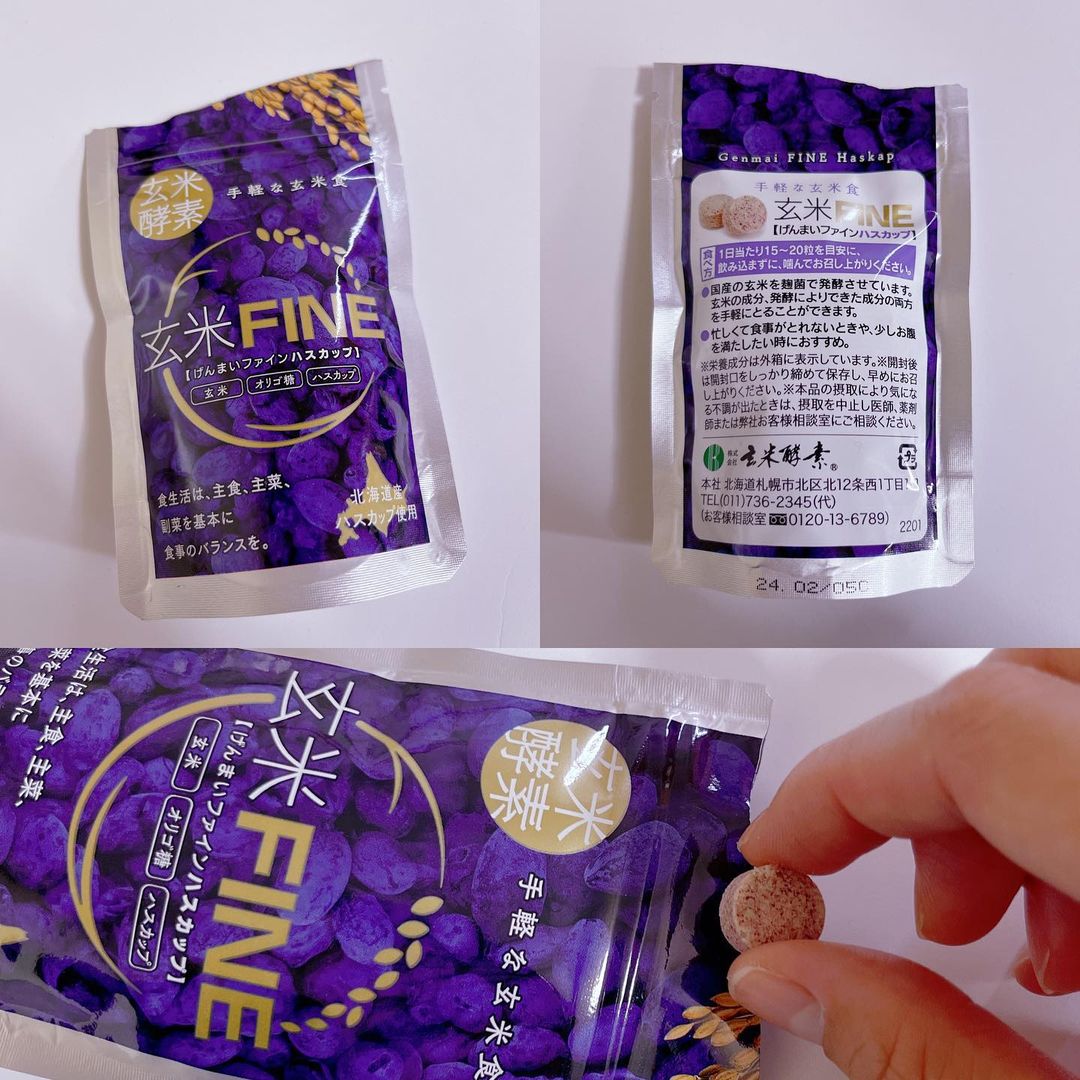 玄米
酵素
手軽な玄米食
玄米FINE
【げんまいファインハスカップ】
玄米 オリゴ糖 ハスカップ
食生活は、主食、主菜、
副菜を基本に
食事のバランスを。
北海道産
ハスカップ使用
Genmai FINE Haskap
手軽な玄米食
玄米FINE
【げんまいファインハスカップ】
食べ方
1日当たり15〜20粒を目安に、
飲み込まずに、噛んでお召し上がりください。
●国産の玄米を麹菌で発酵させています。
玄米の成分、発酵によりできた成分の両方
を手軽にとることができます。
●忙しくて食事がとれないときや、少しお腹
を満たしたい時におすすめ。
※栄養成分は外箱に表示しています。※開封後
は開封口をしっかり締めて保存し、早めにお召
し上がりください。※本品の摂取により気にな
る不調が出たときは、摂取を中止し医師、薬剤
師または弊社お客様相談室にご相談ください。
株式会社 玄米酵素®
プラ
本社 北海道札幌市北区北12条西1丁目
TEL(011)736-2345(代)
(お客様相談室 0120-13-6789)
2201
24. 02/05C
食生活は、主食、主菜、
副菜を基本に
玄米FINE
【げんまいファインハスカップ】
玄米 オリゴ糖 ハスカップ
玄米
酵素
手軽な玄米食